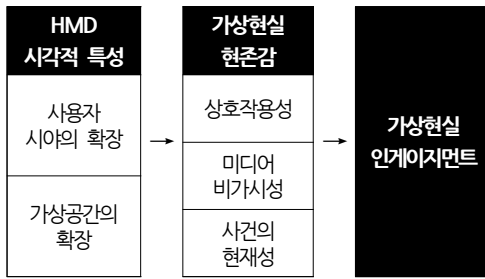 HMD
시각적 특성
사용자
시야의 확장
가상공간의
확장
→
가상현실
현존감
상호작용성
미디어
비가시성
사건의
현재성
→
가상현실
인게이지먼트